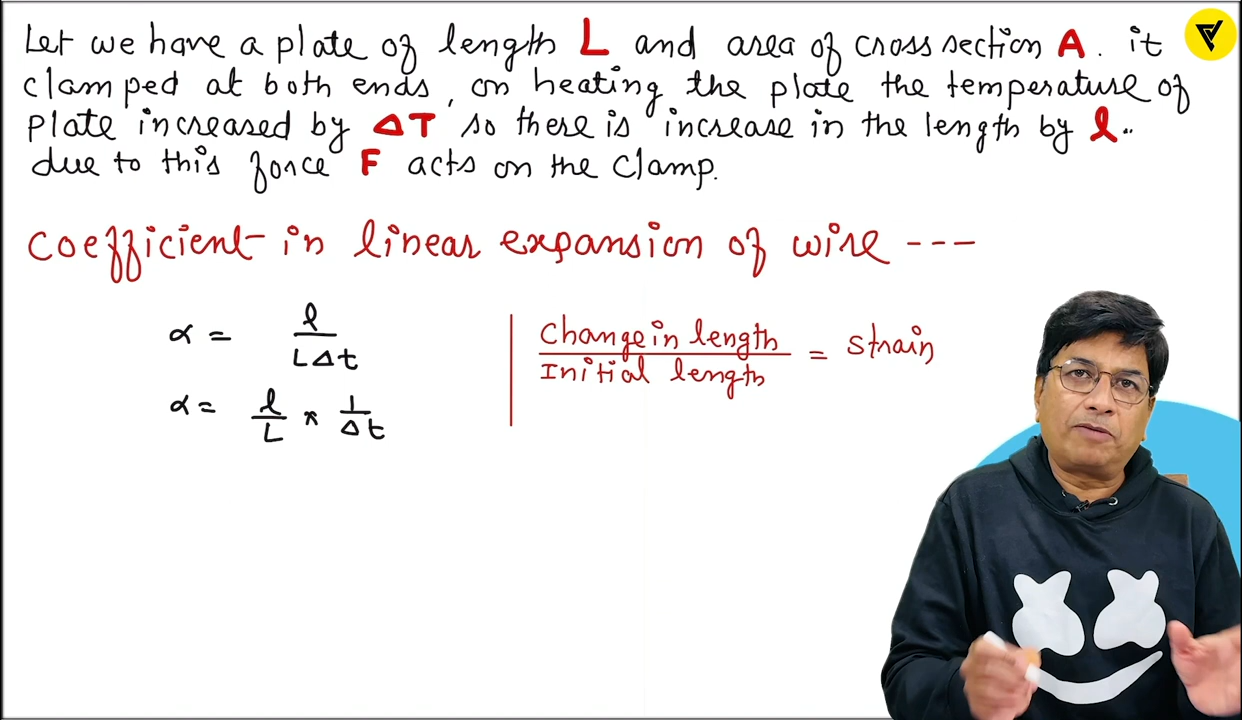 Let we have a plate of length L and area of cross section A. it
clamped at both ends, on heating the plate the temperature of
plate increased by ΔT so there is increase in the length by l..
due to this force F acts on the clamp.
coefficient in linear expansion of wire ---
α = l / LΔt
Change in length / Initial length = strain
α = l/L * 1/Δt